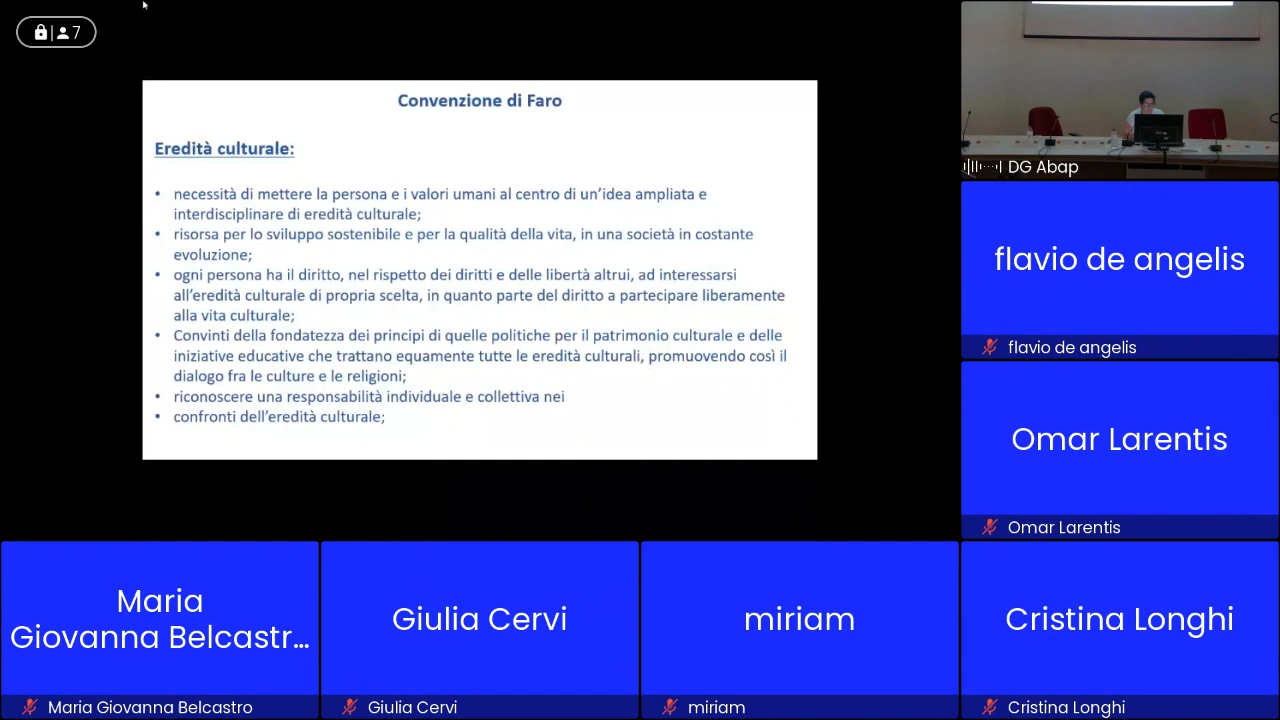 7
Convenzione di Faro
Eredità culturale:
• necessità di mettere la persona e i valori umani al centro di un'idea ampliata e
interdisciplinare di eredità culturale;
• risorsa per lo sviluppo sostenibile e per la qualità della vita, in una società in costante
evoluzione;
• ogni persona ha il diritto, nel rispetto dei diritti e delle libertà altrui, ad interessarsi
all'eredità culturale di propria scelta, in quanto parte del diritto a partecipare liberamente
alla vita culturale;
• Convinti della fondatezza dei principi di quelle politiche per il patrimonio culturale e delle
iniziative educative che trattano equamente tutte le eredità culturali, promuovendo così il
dialogo fra le culture e le religioni;
• riconoscere una responsabilità individuale e collettiva nei
• confronti dell'eredità culturale;
DG Abap
flavio de angelis
flavio de angelis
Omar Larentis
Omar Larentis
Maria
Giovanna Belcastr...
Maria Giovanna Belcastro
Giulia Cervi
Giulia Cervi
miriam
miriam
Cristina Longhi
Cristina Longhi